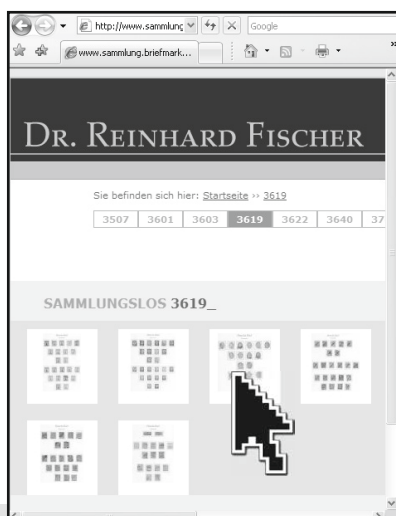 http://www.sammlung
Google
www.sammlung.briefmark...
»
DR. REINHARD FISCHER
Sie befinden sich hier: Startseite ›› 3619
3507 3601 3603 3619 3622 3640 37
SAMMLUNGSLOS 3619_